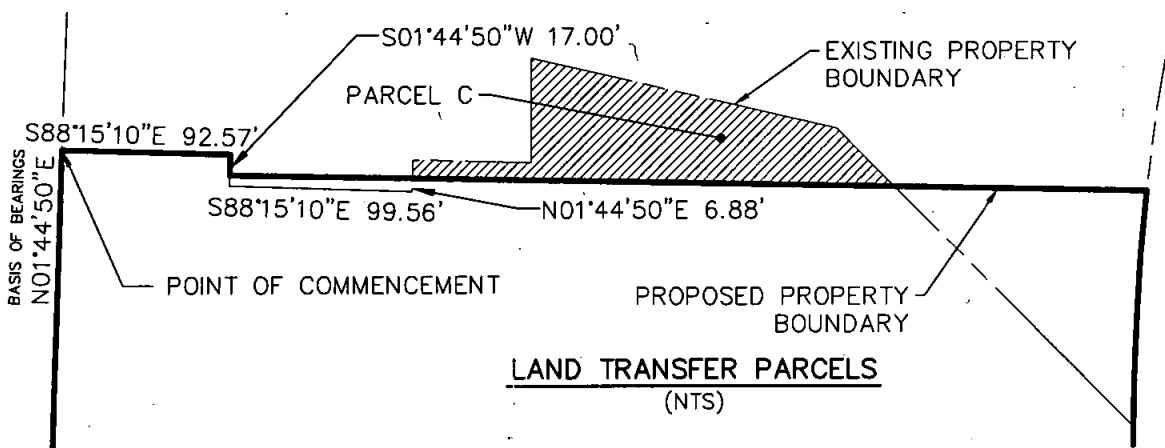 S01°44'50"W 17.00'
EXISTING PROPERTY
BOUNDARY
PARCEL C
S88°15'10"E 92.57'
BASIS OF BEARINGS
N01°44'50"E
S88°15'10"E 99.56'
N01°44'50"E 6.88'
POINT OF COMMENCEMENT
PROPOSED PROPERTY
BOUNDARY
LAND TRANSFER PARCELS
(NTS)